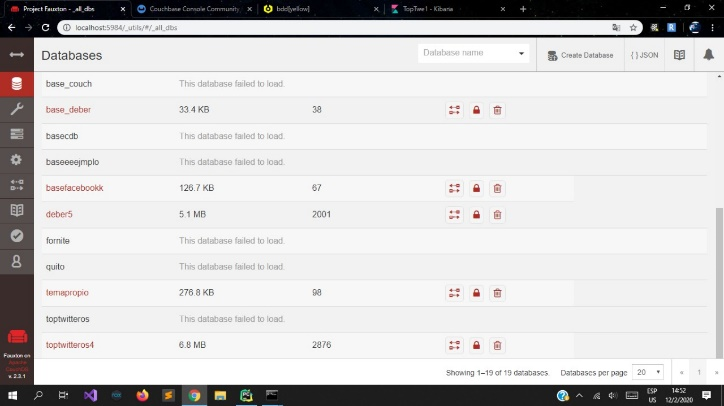 Project Fauxton - _all_dbs
Couchbase Console Community
bdd[yellow]
TopTree1 - Kibana
localhost:5984/_utils/#/_all_dbs
Databases
Database name
Create Database
{ } JSON
base_couch This database failed to load.
base_deber 33.4 KB 38
basecdb This database failed to load.
baseeeejmplo This database failed to load.
basefacebookk 126.7 KB 67
deber5 5.1 MB 2001
fornite This database failed to load.
quito This database failed to load.
temapropio 276.8 KB 98
toptwitteros This database failed to load.
toptwitteros4 6.8 MB 2876
Fauxton on
Apache
CouchDB
v. 2.3.1
Showing 1–19 of 19 databases.
Databases per page 20
« 1 »
ESP
US
14:52
12/2/2020